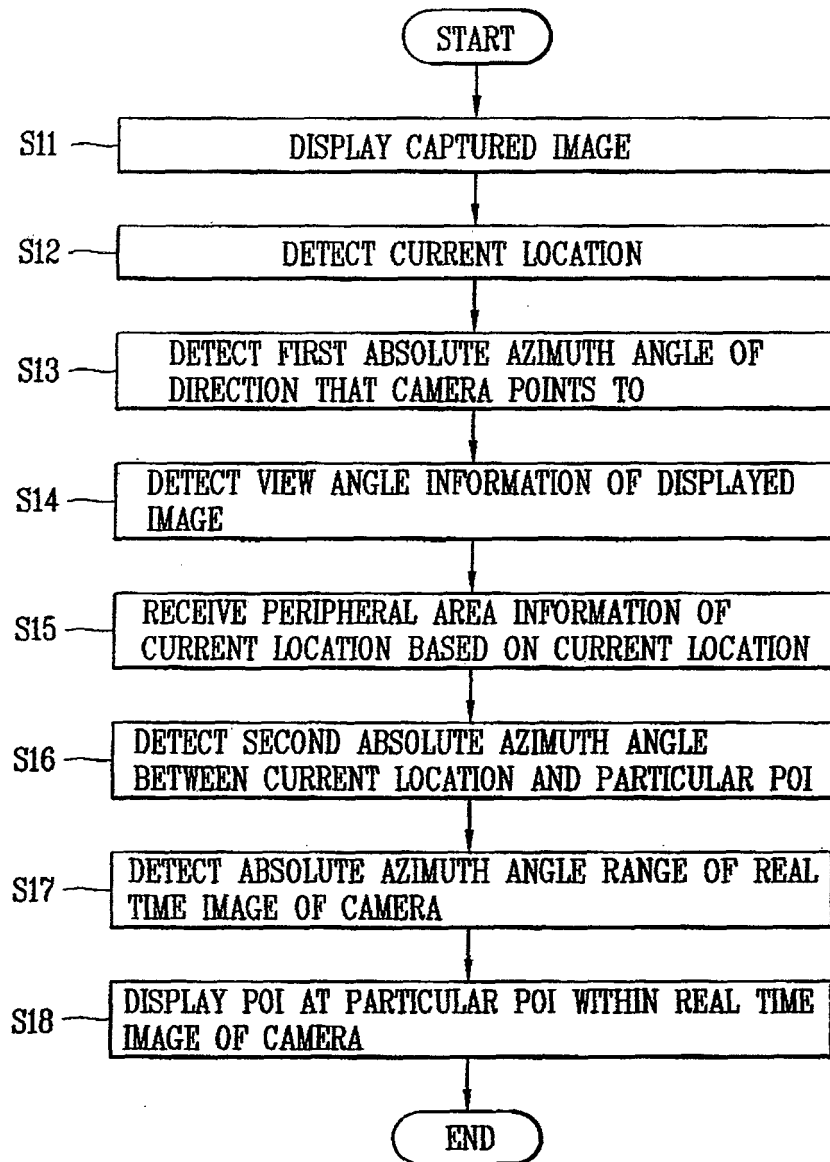 START
S11
DISPLAY CAPTURED IMAGE
S12
DETECT CURRENT LOCATION
S13
DETECT FIRST ABSOLUTE AZIMUTH ANGLE OF
DIRECTION THAT CAMERA POINTS TO
S14
DETECT VIEW ANGLE INFORMATION OF DISPLAYED
IMAGE
S15
RECEIVE PERIPHERAL AREA INFORMATION OF
CURRENT LOCATION BASED ON CURRENT LOCATION
S16
DETECT SECOND ABSOLUTE AZIMUTH ANGLE
BETWEEN CURRENT LOCATION AND PARTICULAR POI
S17
DETECT ABSOLUTE AZIMUTH ANGLE RANGE OF REAL
TIME IMAGE OF CAMERA
S18
DISPLAY POI AT PARTICULAR POI WITHIN REAL TIME
IMAGE OF CAMERA
END